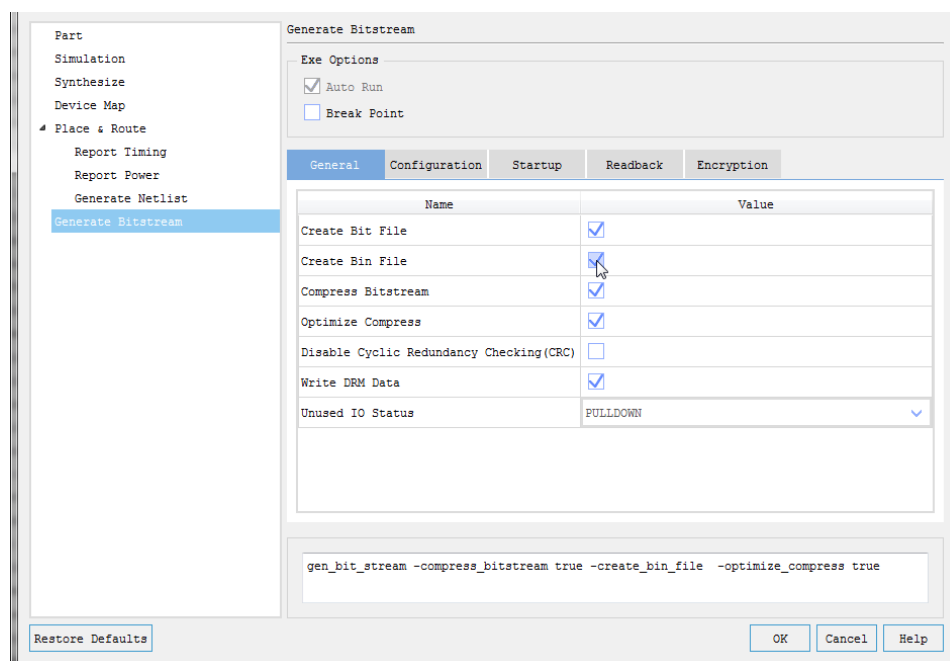 Part
Simulation
Synthesize
Device Map
Place & Route
Report Timing
Report Power
Generate Netlist
Generate Bitstream
Generate Bitstream
Exe Options
Auto Run
Break Point
General Configuration Startup Readback Encryption
Name Value
Create Bit File
Create Bin File
Compress Bitstream
Optimize Compress
Disable Cyclic Redundancy Checking(CRC)
Write DRM Data
Unused IO Status PULLDOWN
gen_bit_stream -compress_bitstream true -create_bin_file -optimize_compress true
Restore Defaults OK Cancel Help